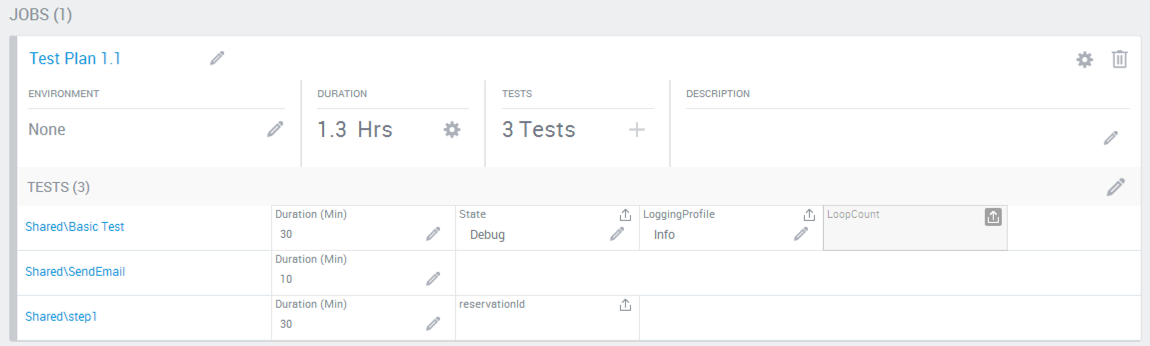 JOBS (1)
Test Plan 1.1
ENVIRONMENT
None
DURATION
1.3 Hrs
TESTS
3 Tests
DESCRIPTION
TESTS (3)
Shared\Basic Test
Duration (Min)
30
State
Debug
LoggingProfile
Info
LoopCount
Shared\SendEmail
Duration (Min)
10
Shared\step1
Duration (Min)
30
reservationId